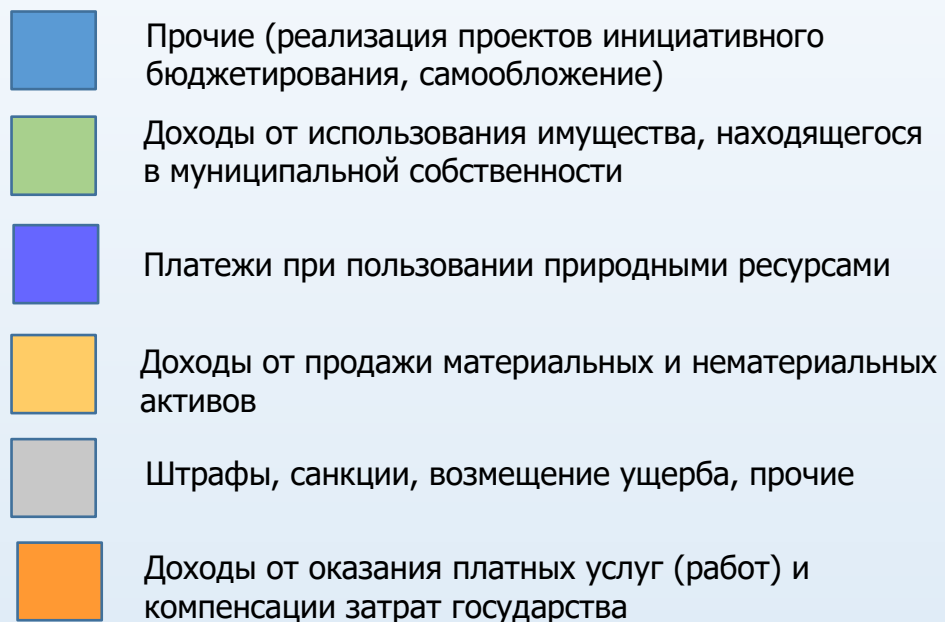 Прочие (реализация проектов инициативного
бюджетирования, самообложение)
Доходы от использования имущества, находящегося
в муниципальной собственности
Платежи при пользовании природными ресурсами
Доходы от продажи материальных и нематериальных
активов
Штрафы, санкции, возмещение ущерба, прочие
Доходы от оказания платных услуг (работ) и
компенсации затрат государства